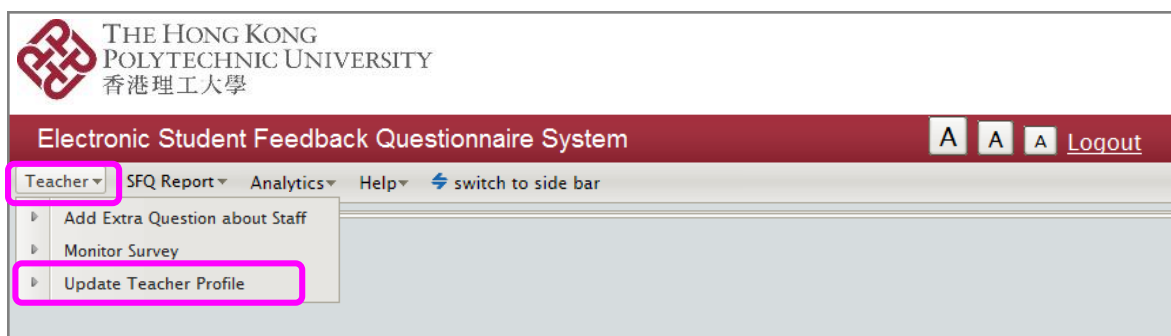 THE HONG KONG
POLYTECHNIC UNIVERSITY
香港理工大學
Electronic Student Feedback Questionnaire System A A A Logout
Teacher SFQ Report Analytics Help switch to side bar
Add Extra Question about Staff
Monitor Survey
Update Teacher Profile